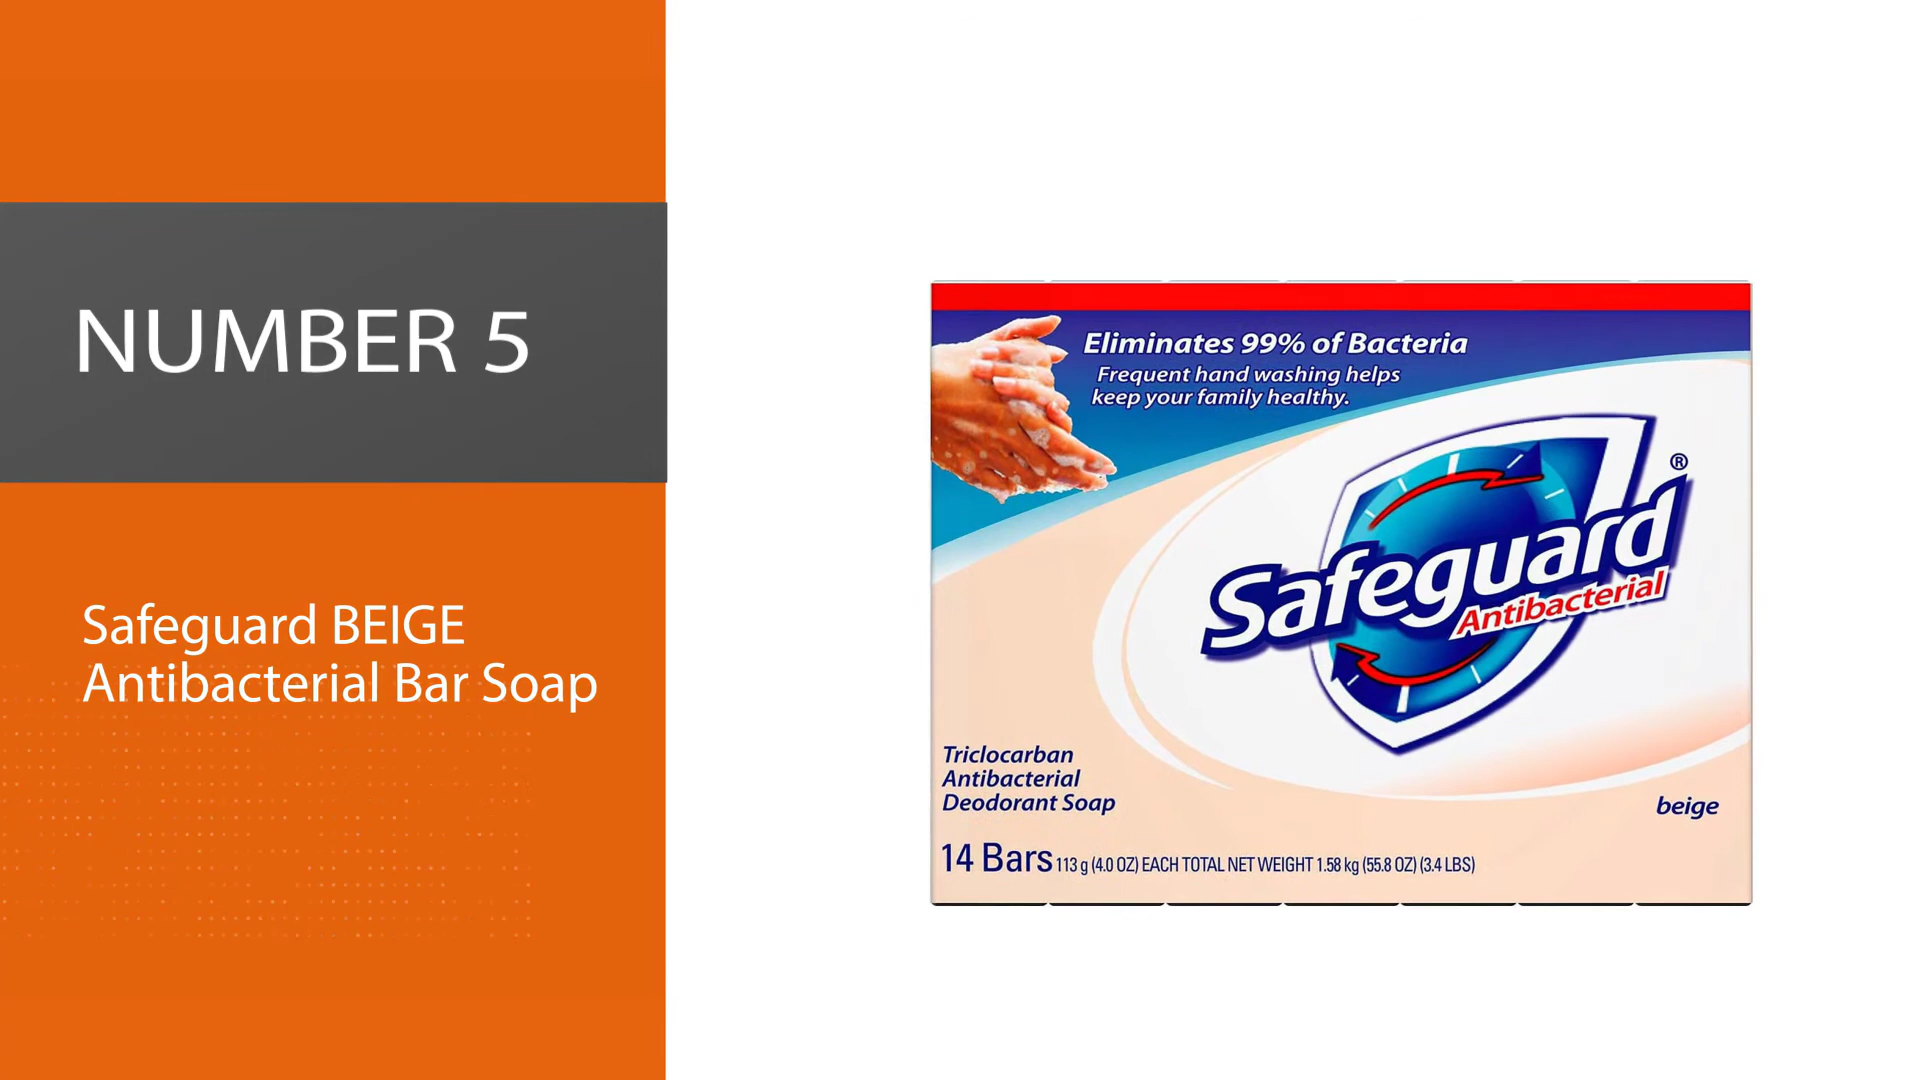 NUMBER 5
Safeguard BEIGE
Antibacterial Bar Soap
Eliminates 99% of Bacteria
Frequent hand washing helps
keep your family healthy.
®
Safeguard
Antibacterial
Triclocarban
Antibacterial
Deodorant Soap
beige
14 Bars 113 g (4.0 OZ) EACH TOTAL NET WEIGHT 1.58 kg (55.8 OZ) (3.4 LBS)